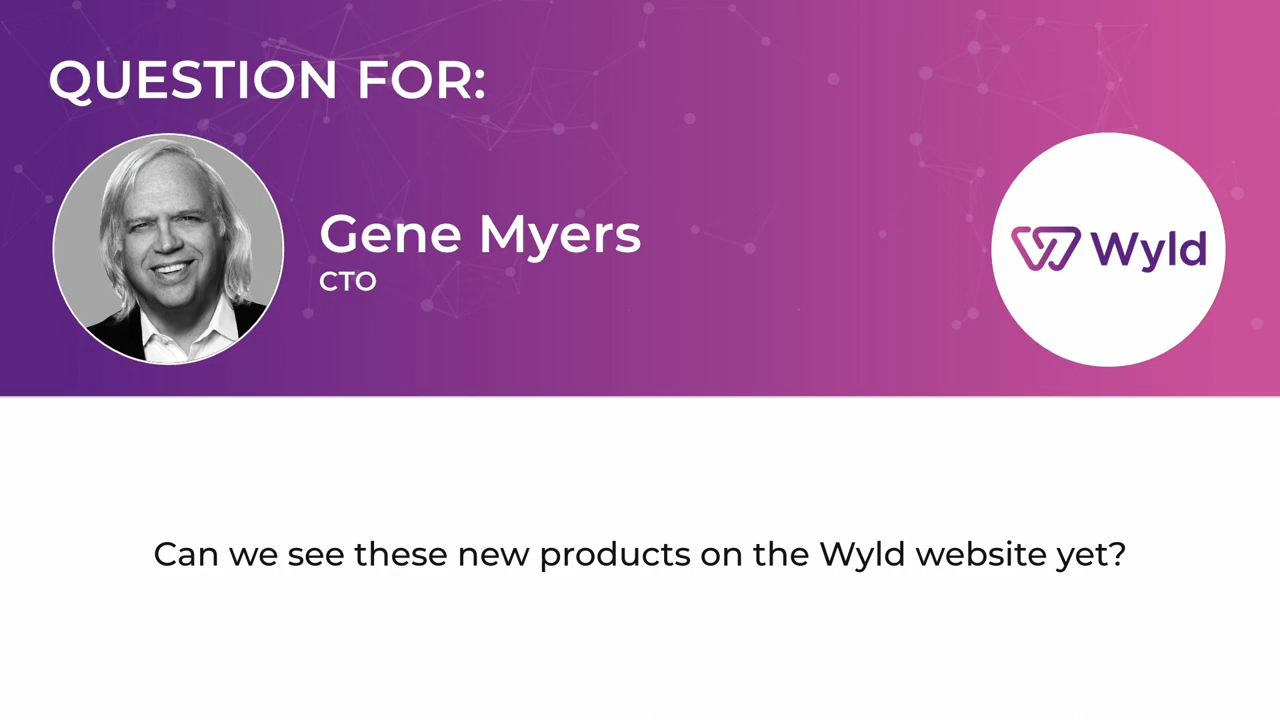 QUESTION FOR:
Gene Myers
CTO
Wyld
Can we see these new products on the Wyld website yet?